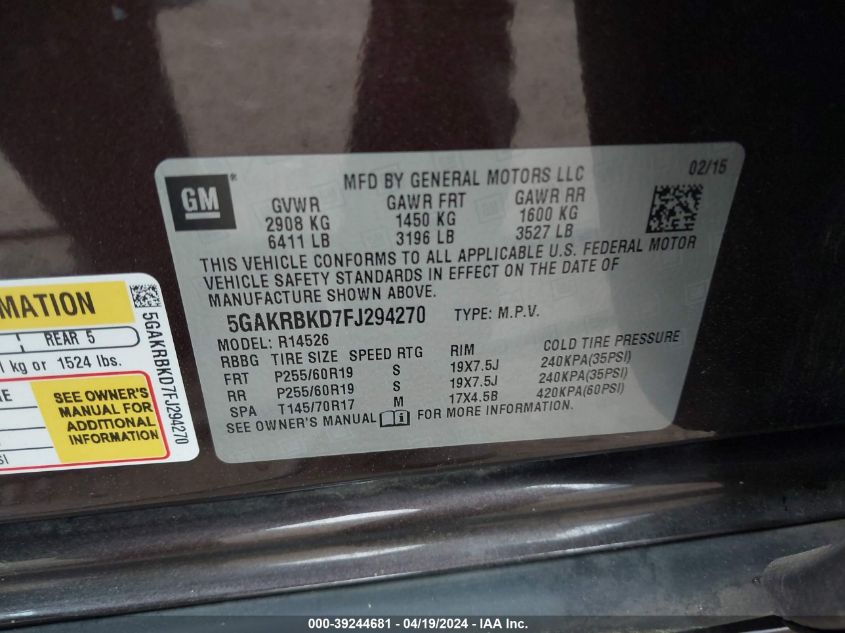 GM
MFD BY GENERAL MOTORS LLC 02/15
GVWR GAWR FRT GAWR RR
2908 KG 1450 KG 1600 KG
6411 LB 3196 LB 3527 LB
THIS VEHICLE CONFORMS TO ALL APPLICABLE U.S. FEDERAL MOTOR
VEHICLE SAFETY STANDARDS IN EFFECT ON THE DATE OF
MANUFACTURE SHOWN ABOVE.
5GAKRBKD7FJ294270 TYPE: M.P.V.
MODEL: R14526
RBBG TIRE SIZE SPEED RTG RIM COLD TIRE PRESSURE
FRT P255/60R19 S 19X7.5J 240KPA(35PSI)
RR P255/60R19 S 19X7.5J 240KPA(35PSI)
SPA T145/70R17 M 17X4.5B 420KPA(60PSI)
SEE OWNER'S MANUAL i FOR MORE INFORMATION.
RMATION
REAR 5
kg or 1524 lbs.
SEE OWNER'S
MANUAL FOR
ADDITIONAL
INFORMATION
5GAKRBKD7FJ294270
000-39244681 - 04/19/2024 - IAA Inc.